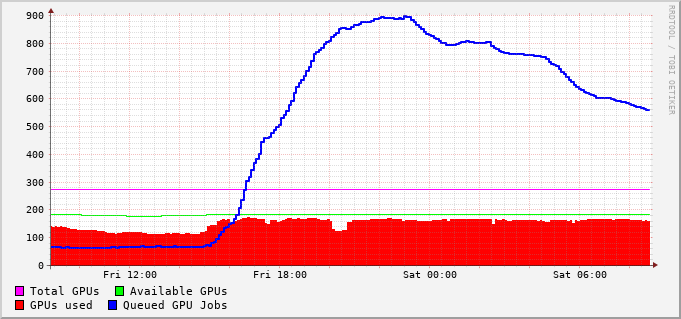 900
800
700
600
500
400
300
200
100
0
Fri 12:00 Fri 18:00 Sat 00:00 Sat 06:00
Total GPUs Available GPUs
GPUs used Queued GPU Jobs
RRDTOOL / TOBI OETIKER